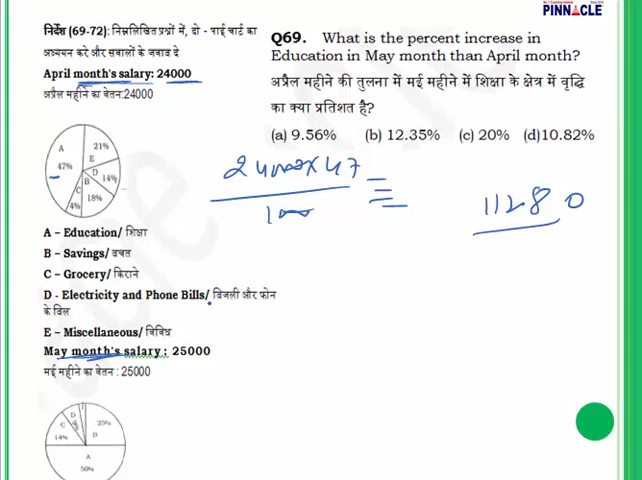 PINNACLE
निर्देश (69-72): निम्नलिखित प्रश्नों में, दो - पाई चार्ट का
अध्ययन करे और सवालों के जवाब दे
April month's salary: 24000
अप्रैल महीने का वेतन:24000
A
47%
21%
E
D
14%
B
18%
C
4%
A – Education/ शिक्षा
B – Savings/ बचत
C – Grocery/ किराने
D - Electricity and Phone Bills/ बिजली और फोन
के बिल
E – Miscellaneous/ विविध
May month's salary: 25000
मई महीने का वेतन : 25000
D
C
14%
25%
B
A
50%
Q69. What is the percent increase in
Education in May month than April month?
अप्रैल महीने की तुलना में मई महीने में शिक्षा के क्षेत्र में वृद्धि
का क्या प्रतिशत है?
(a) 9.56% (b) 12.35% (c) 20% (d)10.82%
24000×47
100
=
11280